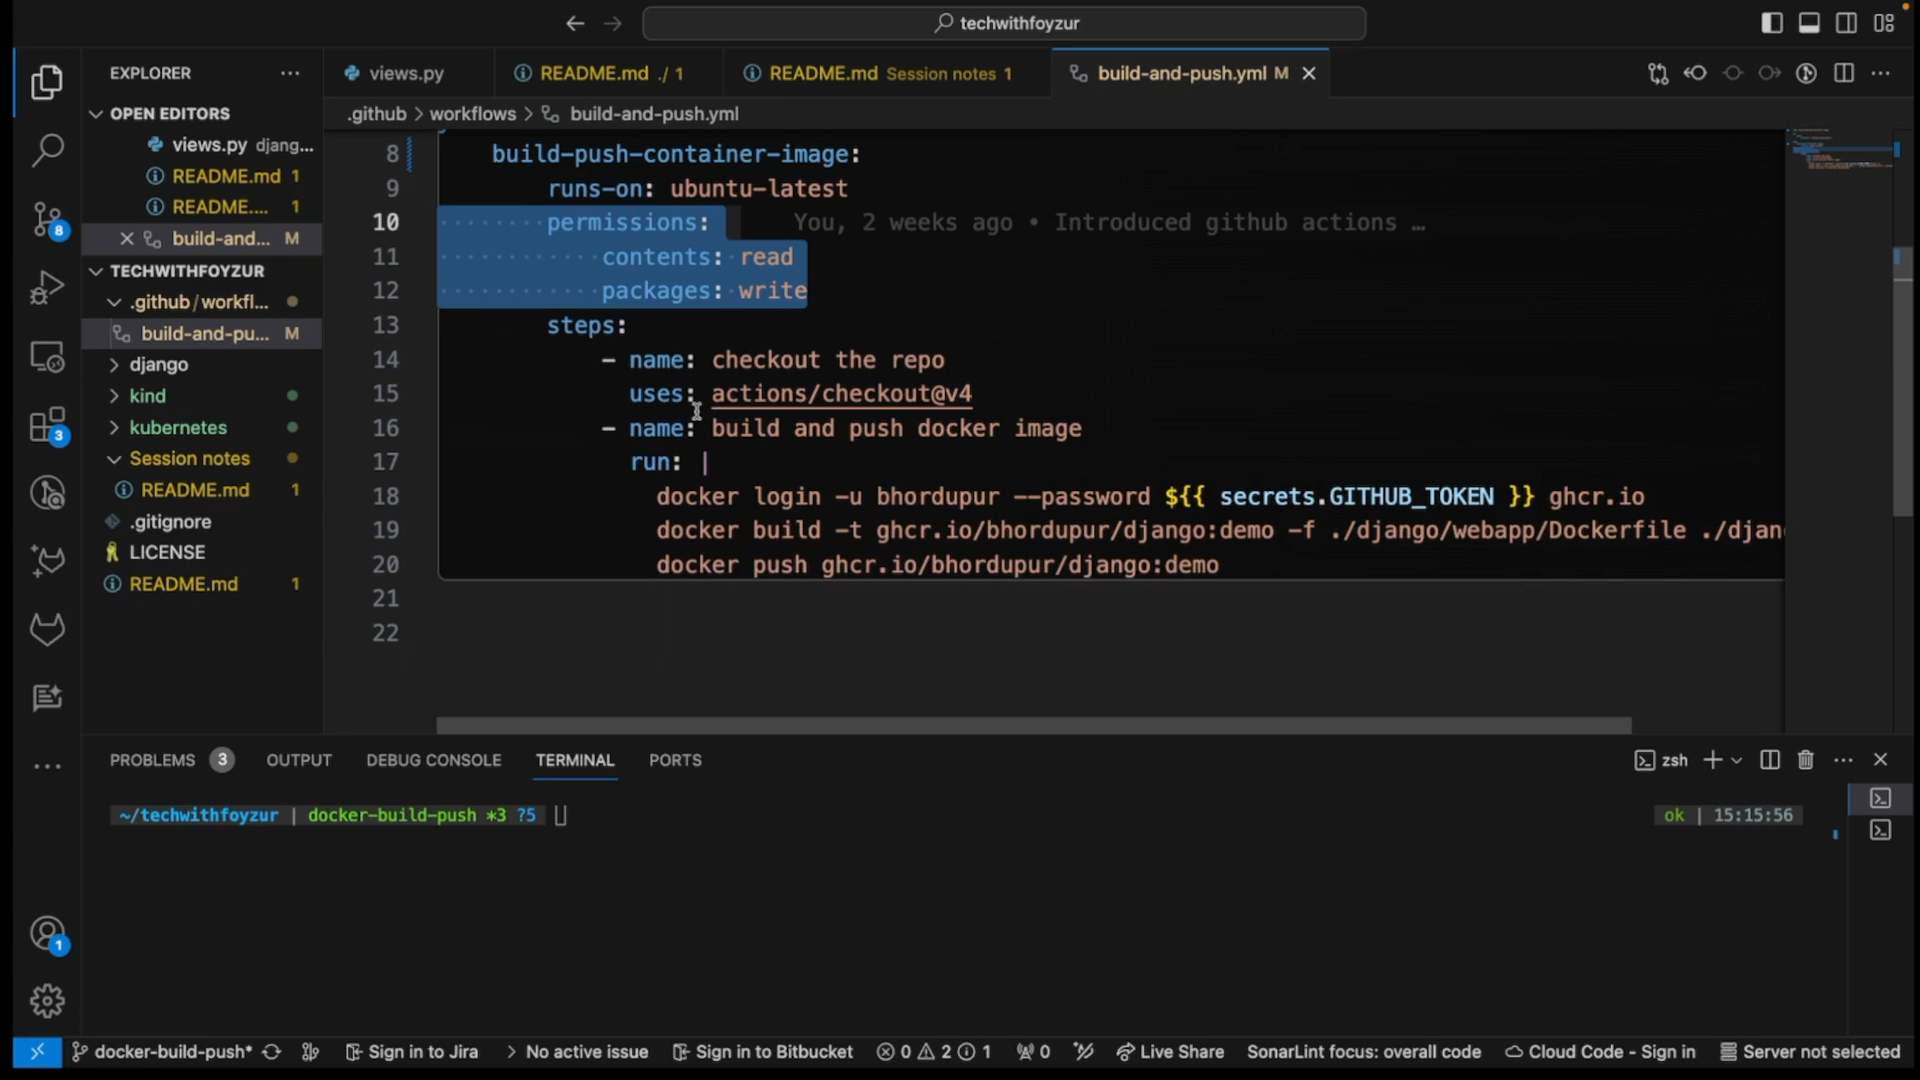 techwithfoyzur
EXPLORER
views.py
README.md ./ 1
README.md Session notes 1
build-and-push.yml M
OPEN EDITORS
.github > workflows > build-and-push.yml
views.py djang...
README.md 1
README.... 1
build-and... M
TECHWITHFOYZUR
.github/workfl...
build-and-pu... M
django
kind
kubernetes
Session notes
README.md 1
.gitignore
LICENSE
README.md 1
8
3
1
8 build-push-container-image:
9 runs-on: ubuntu-latest
10 permissions: You, 2 weeks ago • Introduced github actions …
11 contents: read
12 packages: write
13 steps:
14 - name: checkout the repo
15 uses: actions/checkout@v4
16 - name: build and push docker image
17 run: |
18 docker login -u bhordupur --password ${{ secrets.GITHUB_TOKEN }} ghcr.io
19 docker build -t ghcr.io/bhordupur/django:demo -f ./django/webapp/Dockerfile ./djan
20 docker push ghcr.io/bhordupur/django:demo
21
22
PROBLEMS 3 OUTPUT DEBUG CONSOLE TERMINAL PORTS
zsh
~/techwithfoyzur | docker-build-push *3 ?5
ok | 15:15:56
docker-build-push* Sign in to Jira > No active issue Sign in to Bitbucket 0 2 1 0 Live Share SonarLint focus: overall code Cloud Code - Sign in Server not selected